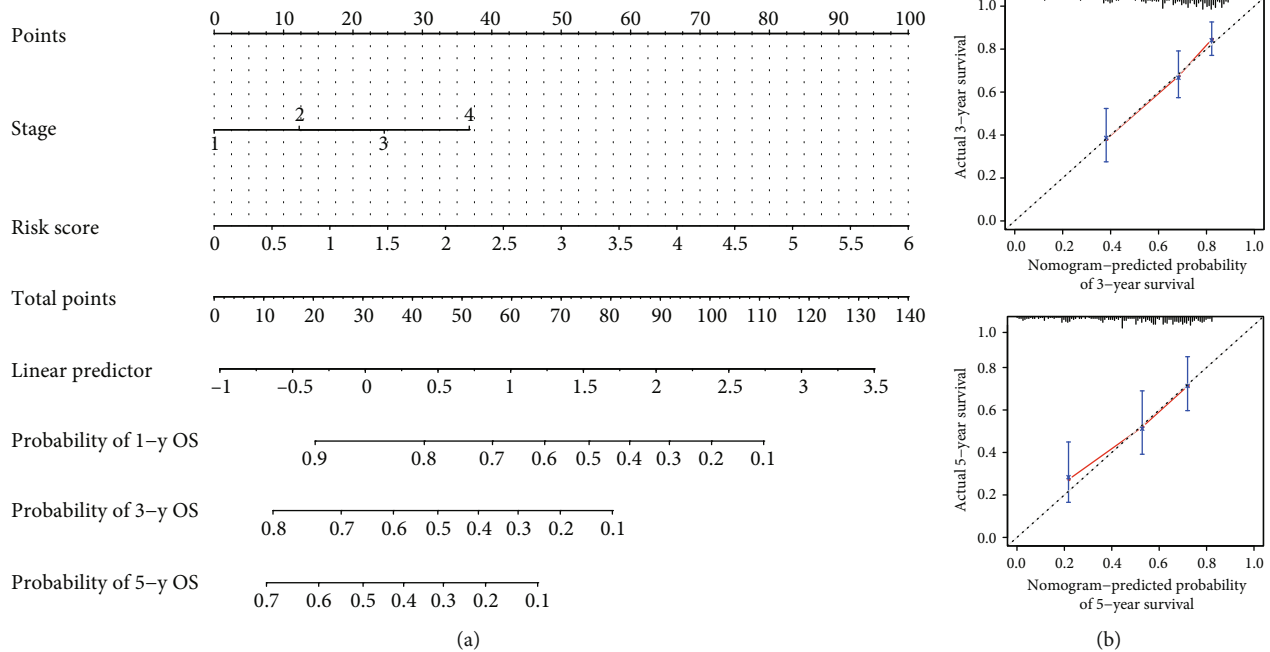 Points
0 10 20 30 40 50 60 70 80 90 100
Stage
1 2 3 4
Risk score
0 0.5 1 1.5 2 2.5 3 3.5 4 4.5 5 5.5 6
Total points
0 10 20 30 40 50 60 70 80 90 100 110 120 130 140
Linear predictor
−1 −0.5 0 0.5 1 1.5 2 2.5 3 3.5
Probability of 1−y OS
0.9 0.8 0.7 0.6 0.5 0.4 0.3 0.2 0.1
Probability of 3−y OS
0.8 0.7 0.6 0.5 0.4 0.3 0.2 0.1
Probability of 5−y OS
0.7 0.6 0.5 0.4 0.3 0.2 0.1
(a)
Actual 3−year survival
1.0
0.8
0.6
0.4
0.2
0.0
0.0 0.2 0.4 0.6 0.8 1.0
Nomogram−predicted probability
of 3−year survival
Actual 5−year survival
1.0
0.8
0.6
0.4
0.2
0.0
0.0 0.2 0.4 0.6 0.8 1.0
Nomogram−predicted probability
of 5−year survival
(b)